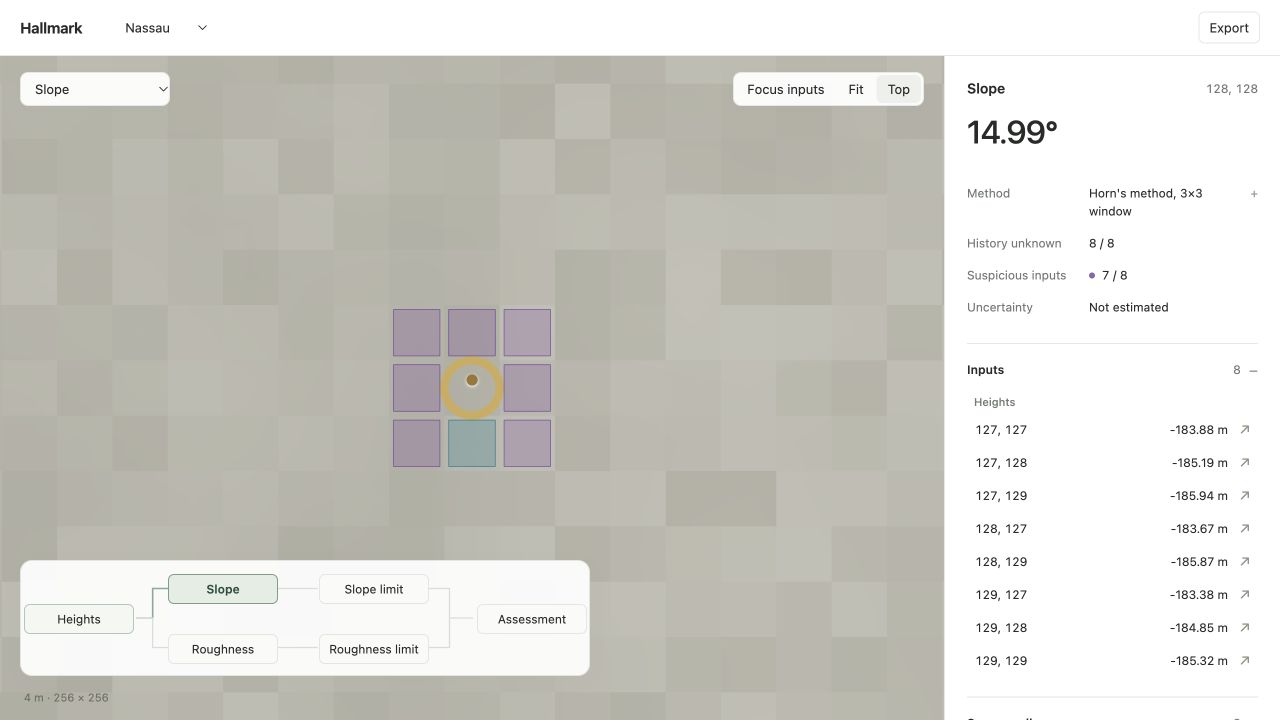 Hallmark
Nassau
Export
Slope
Focus inputs
Fit
Top
Slope
128, 128
14.99°
Method
Horn's method, 3×3
window
+
History unknown
8 / 8
Suspicious inputs
7 / 8
Uncertainty
Not estimated
Inputs
8 –
Heights
127, 127 -183.88 m
127, 128 -185.19 m
127, 129 -185.94 m
128, 127 -183.67 m
128, 129 -185.87 m
129, 127 -183.38 m
129, 128 -184.85 m
129, 129 -185.32 m
Heights
Slope
Slope limit
Roughness
Roughness limit
Assessment
4 m · 256 × 256